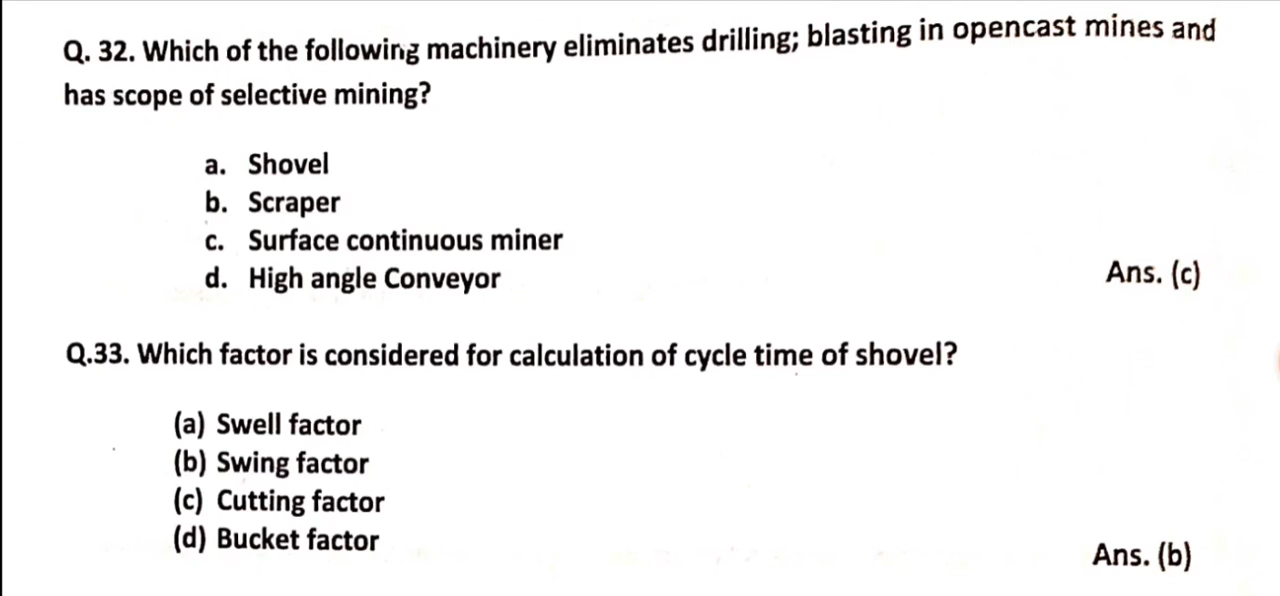 Q. 32. Which of the following machinery eliminates drilling; blasting in opencast mines and
has scope of selective mining?
a. Shovel
b. Scraper
c. Surface continuous miner
d. High angle Conveyor
Ans. (c)
Q.33. Which factor is considered for calculation of cycle time of shovel?
(a) Swell factor
(b) Swing factor
(c) Cutting factor
(d) Bucket factor
Ans. (b)